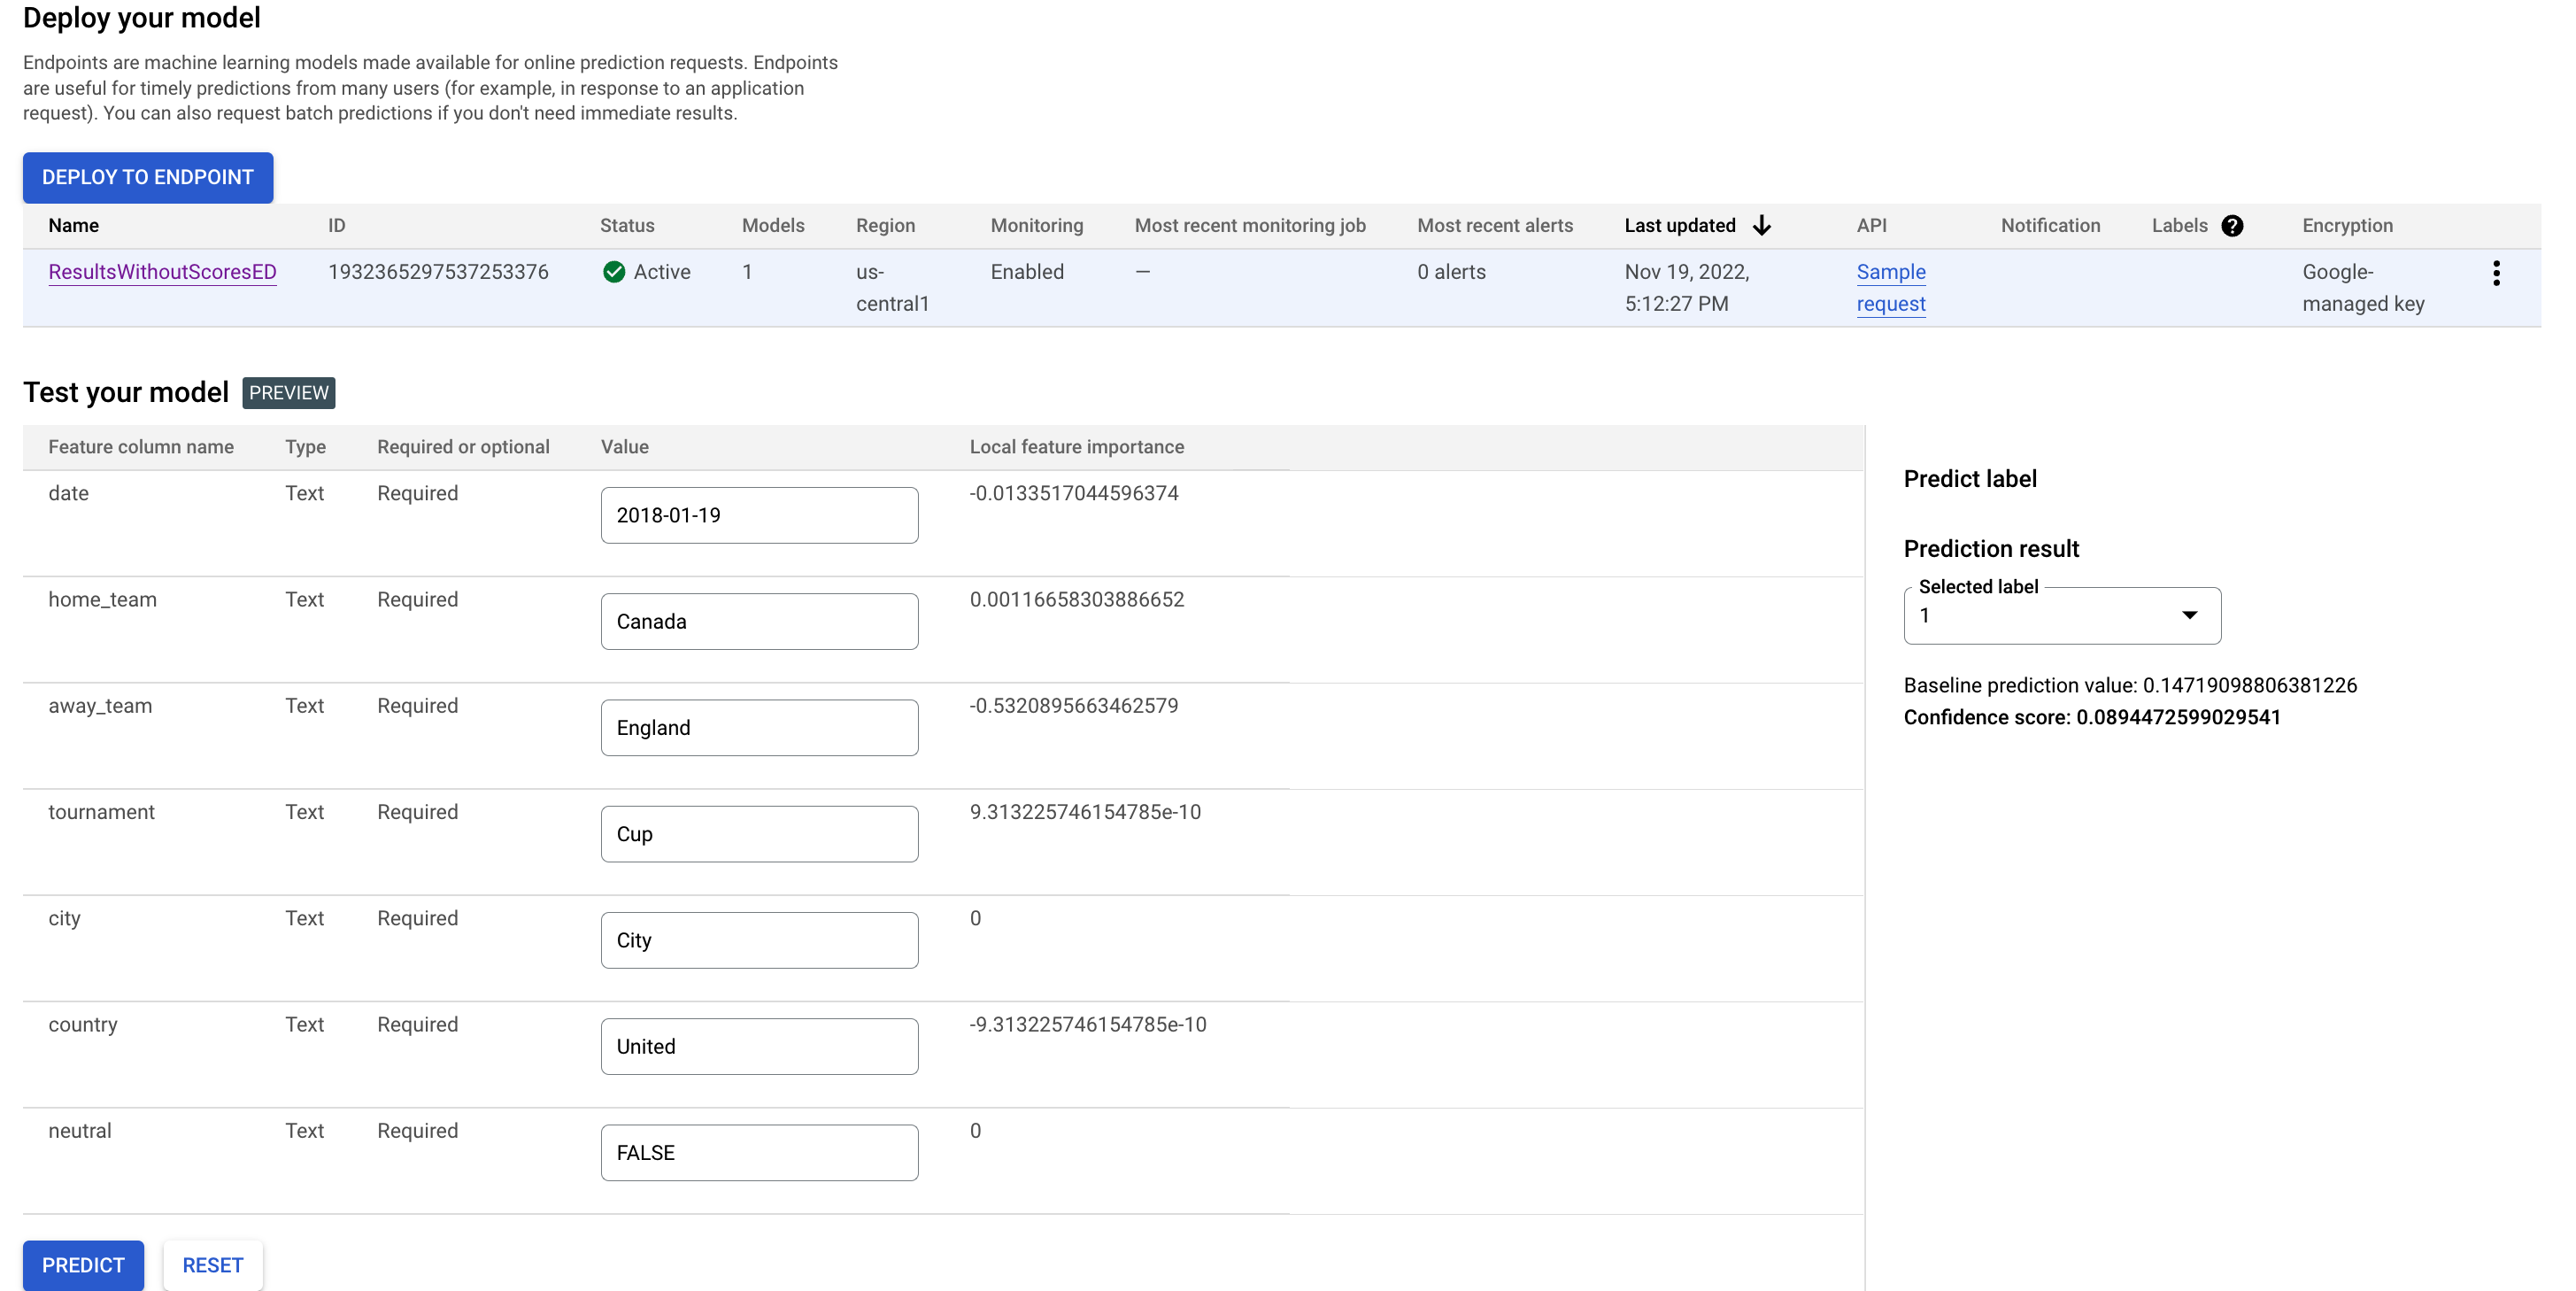 Deploy your model
Endpoints are machine learning models made available for online prediction requests. Endpoints
are useful for timely predictions from many users (for example, in response to an application
request). You can also request batch predictions if you don't need immediate results.
DEPLOY TO ENDPOINT
Name ID Status Models Region Monitoring Most recent monitoring job Most recent alerts Last updated API Notification Labels ? Encryption
ResultsWithoutScoresED 1932365297537253376 Active 1 us- Enabled — 0 alerts Nov 19, 2022, Sample Google-
central1 5:12:27 PM request managed key
Test your model PREVIEW
Feature column name Type Required or optional Value Local feature importance
date Text Required 2018-01-19 -0.0133517044596374
home_team Text Required Canada 0.00116658303886652
away_team Text Required England -0.5320895663462579
tournament Text Required Cup 9.313225746154785e-10
city Text Required City 0
country Text Required United -9.313225746154785e-10
neutral Text Required FALSE 0
PREDICT RESET
Predict label
Prediction result
Selected label
1
Baseline prediction value: 0.14719098806381226
Confidence score: 0.0894472599029541